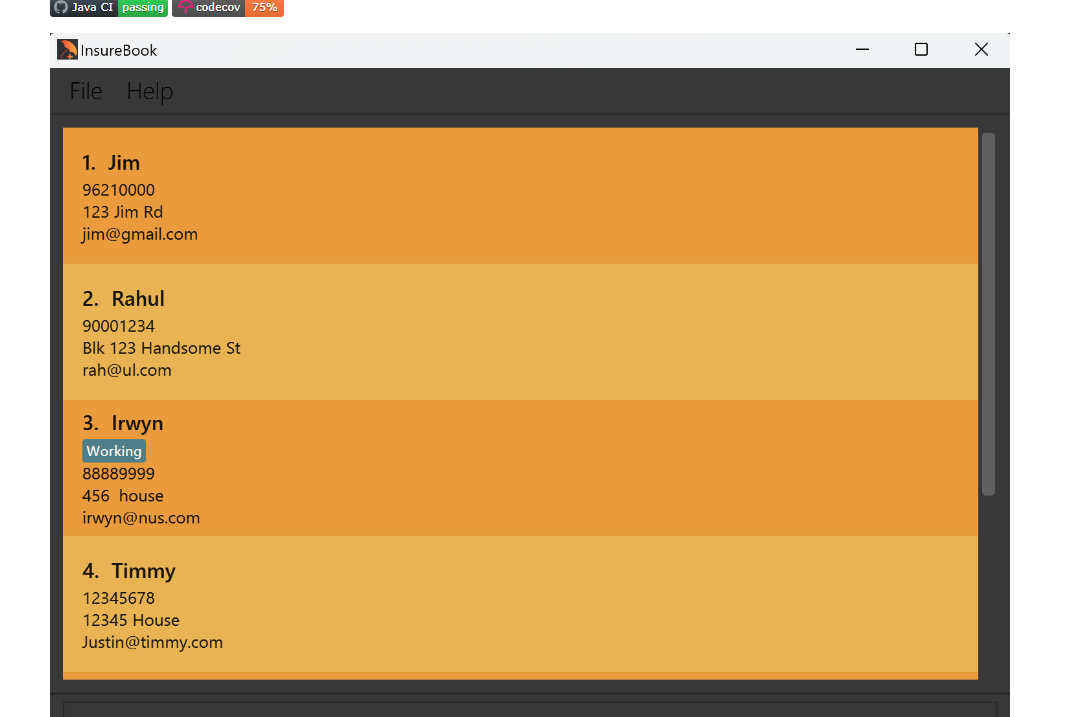 Java CI passing codecov 75%
InsureBook
File Help
1. Jim
96210000
123 Jim Rd
jim@gmail.com
2. Rahul
90001234
Blk 123 Handsome St
rah@ul.com
3. Irwyn
Working
88889999
456 house
irwyn@nus.com
4. Timmy
12345678
12345 House
Justin@timmy.com